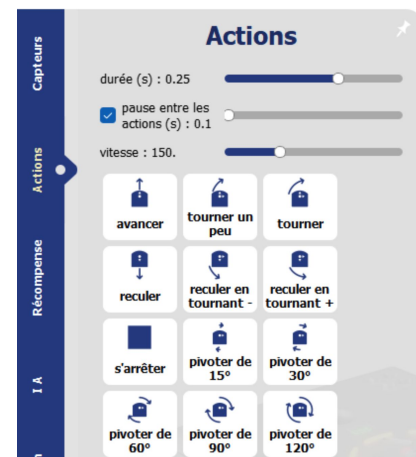 Capteurs
Actions
Récompense
I A
Actions
durée (s) : 0.25
pause entre les
actions (s) : 0.1
vitesse : 150.
avancer
tourner un
peu
tourner
reculer
reculer en
tournant -
reculer en
tournant +
s'arrêter
pivoter de
15°
pivoter de
30°
pivoter de
60°
pivoter de
90°
pivoter de
120°